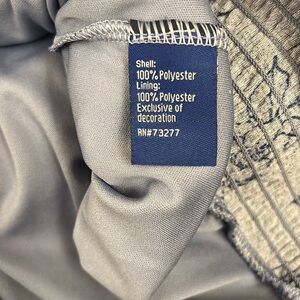 Shell:
100% Polyester
Lining:
100% Polyester
Exclusive of
decoration
RN#73277